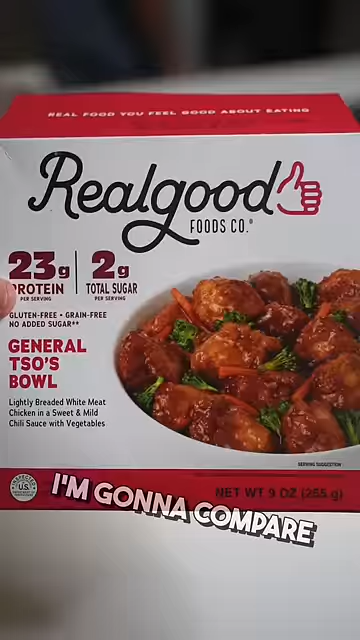 REAL FOOD YOU FEEL GOOD ABOUT EATING
Realgood
FOODS CO.®
23g
PROTEIN
PER SERVING
2g
TOTAL SUGAR
PER SERVING
GLUTEN-FREE • GRAIN-FREE
NO ADDED SUGAR**
GENERAL
TSO'S
BOWL
Lightly Breaded White Meat
Chicken in a Sweet & Mild
Chili Sauce with Vegetables
SERVING SUGGESTION
NET WT 9 OZ (255 g)
I'M GONNA COMPARE